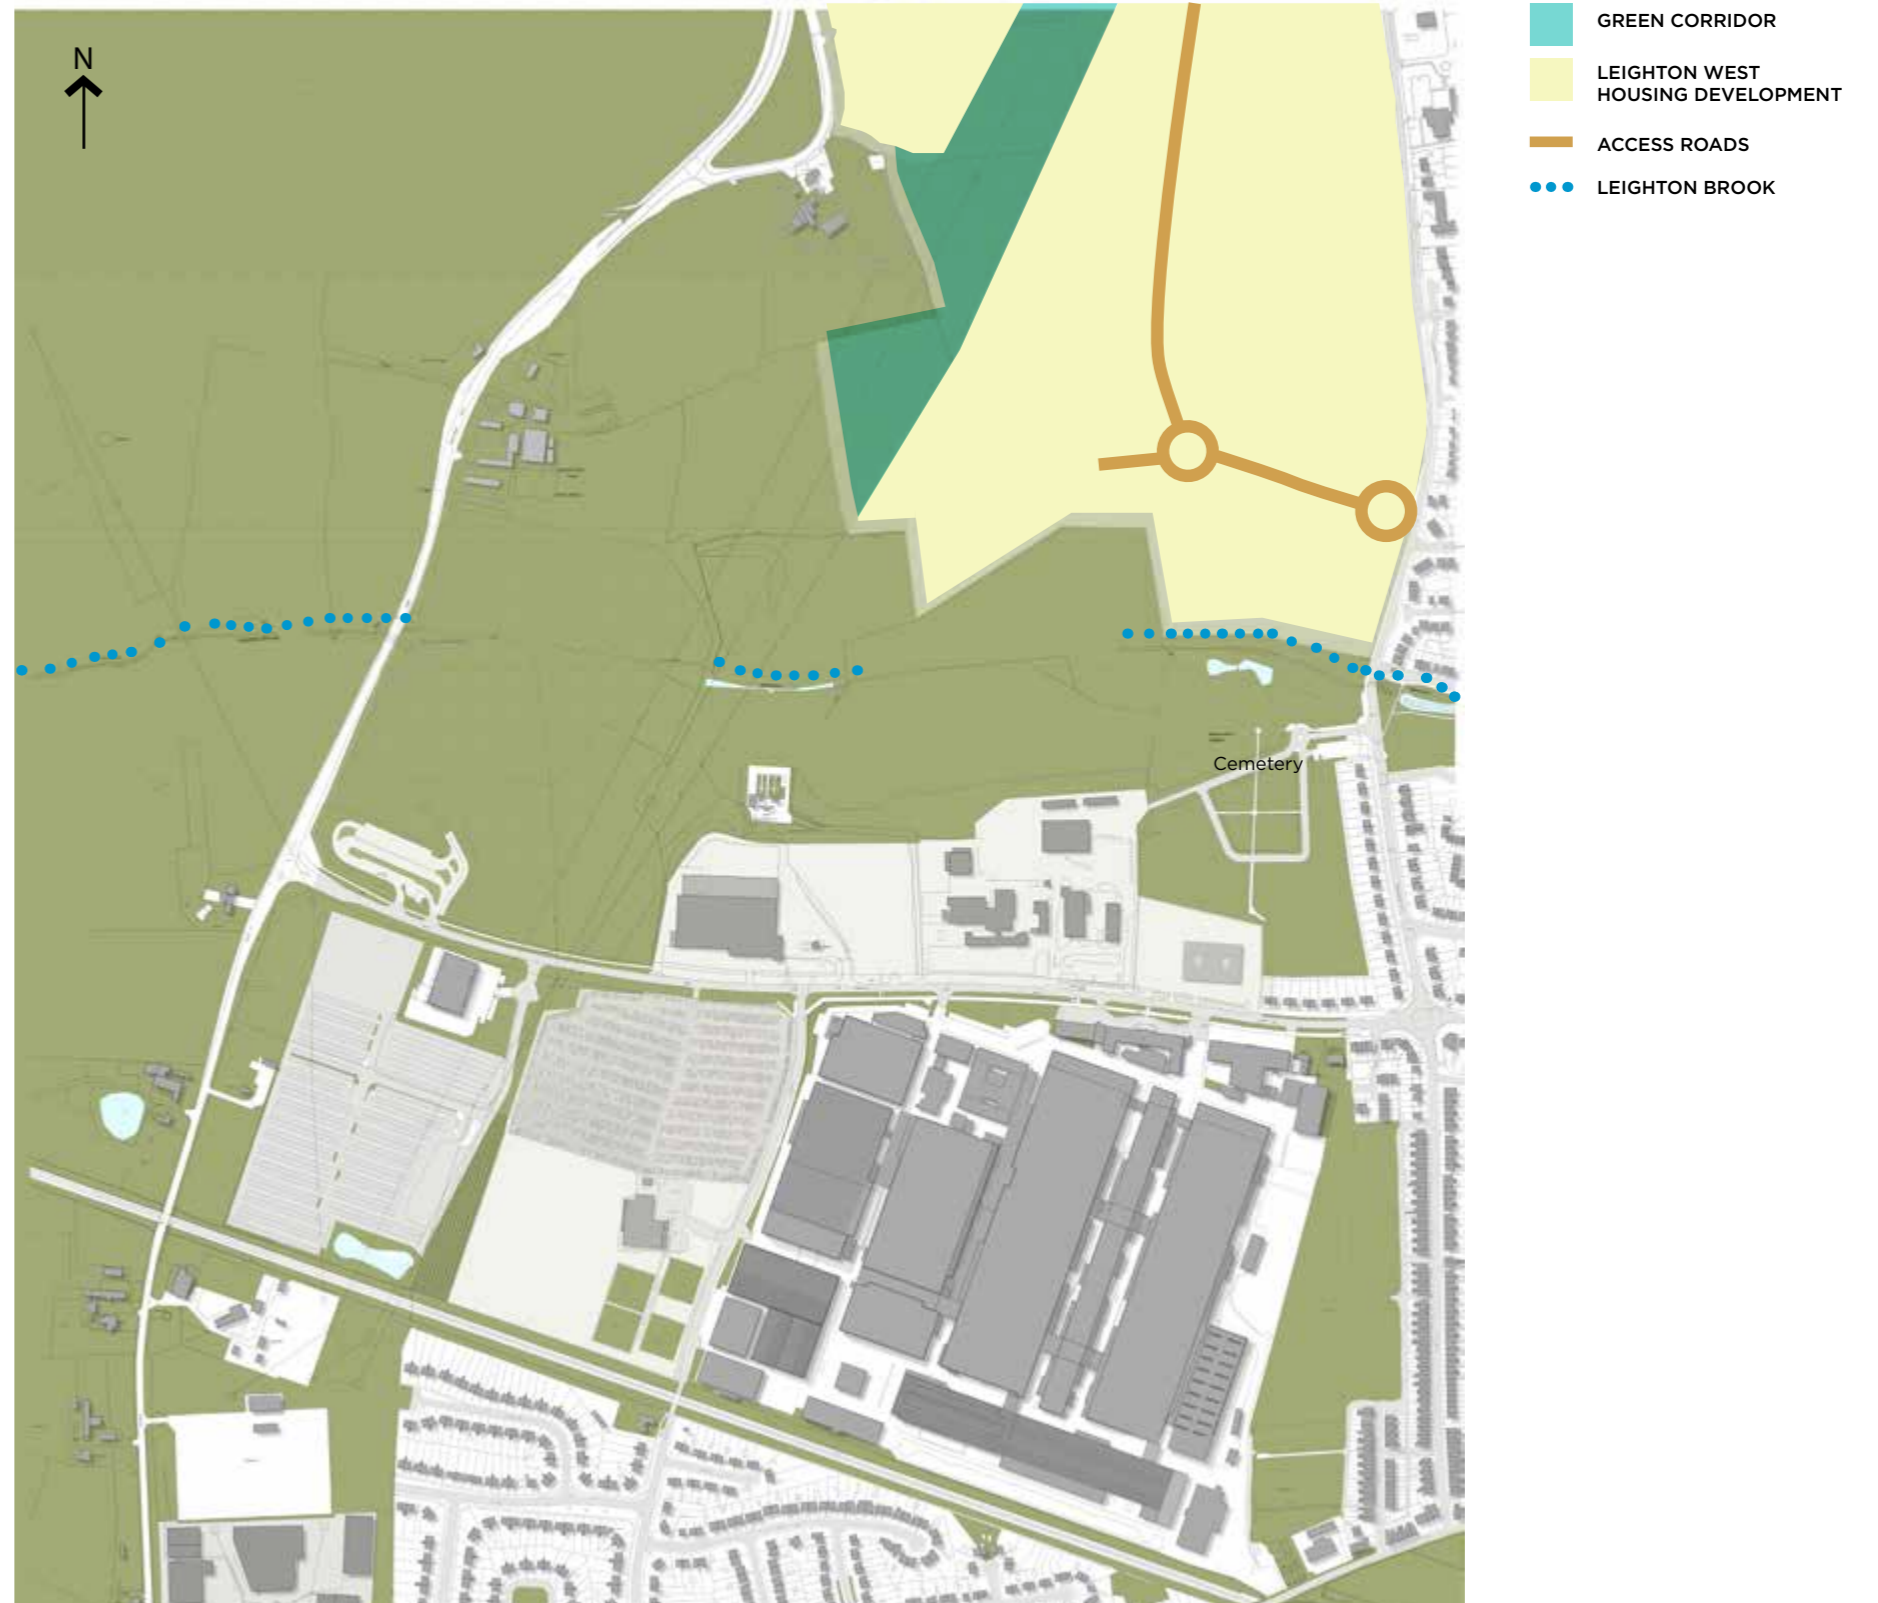 N
GREEN CORRIDOR
LEIGHTON WEST
HOUSING DEVELOPMENT
ACCESS ROADS
LEIGHTON BROOK
Cemetery